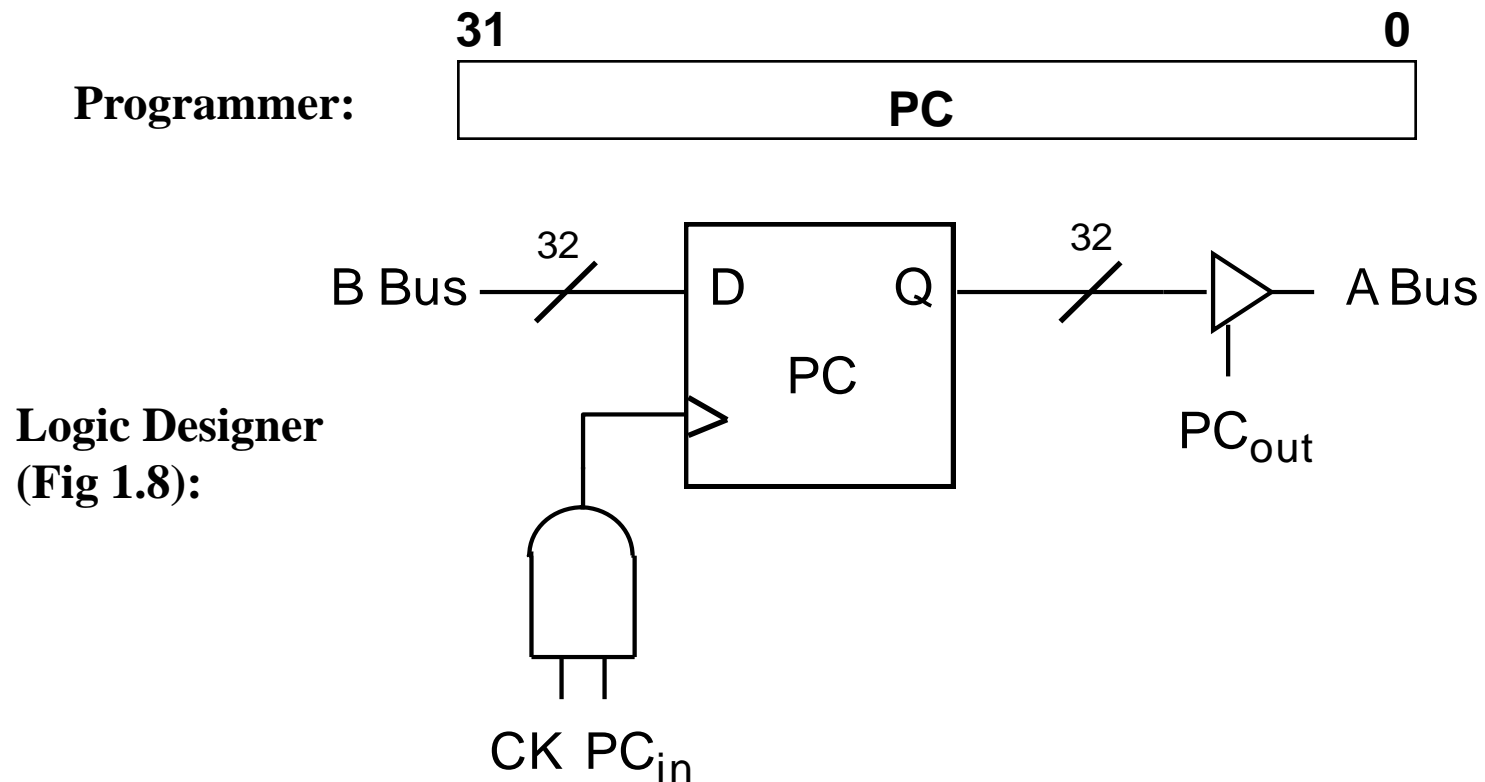 31 0
Programmer: PC
32 32
B Bus D Q A Bus
PC
Logic Designer
(Fig 1.8):
PCout
CK PCin